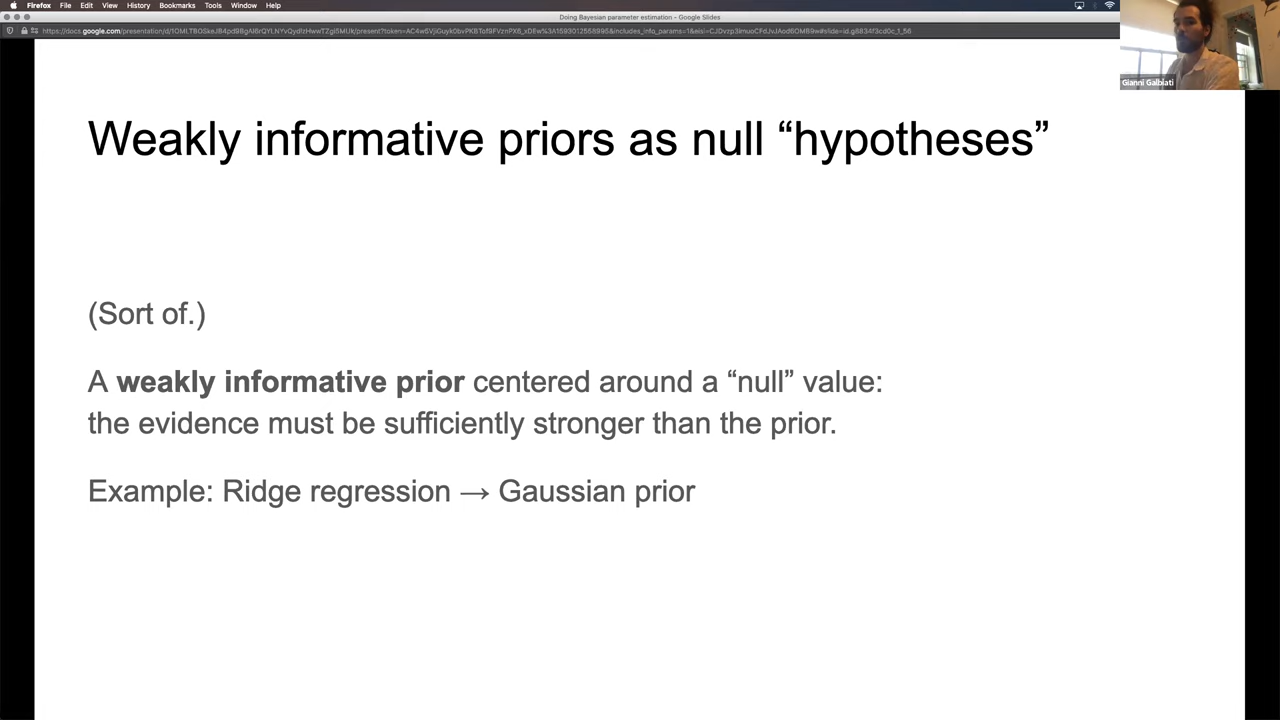 Firefox File Edit View History Bookmarks Tools Window Help
Doing Bayesian parameter estimation - Google Slides
Gianni Galbiati
Weakly informative priors as null “hypotheses”
(Sort of.)
A weakly informative prior centered around a “null” value:
the evidence must be sufficiently stronger than the prior.
Example: Ridge regression → Gaussian prior